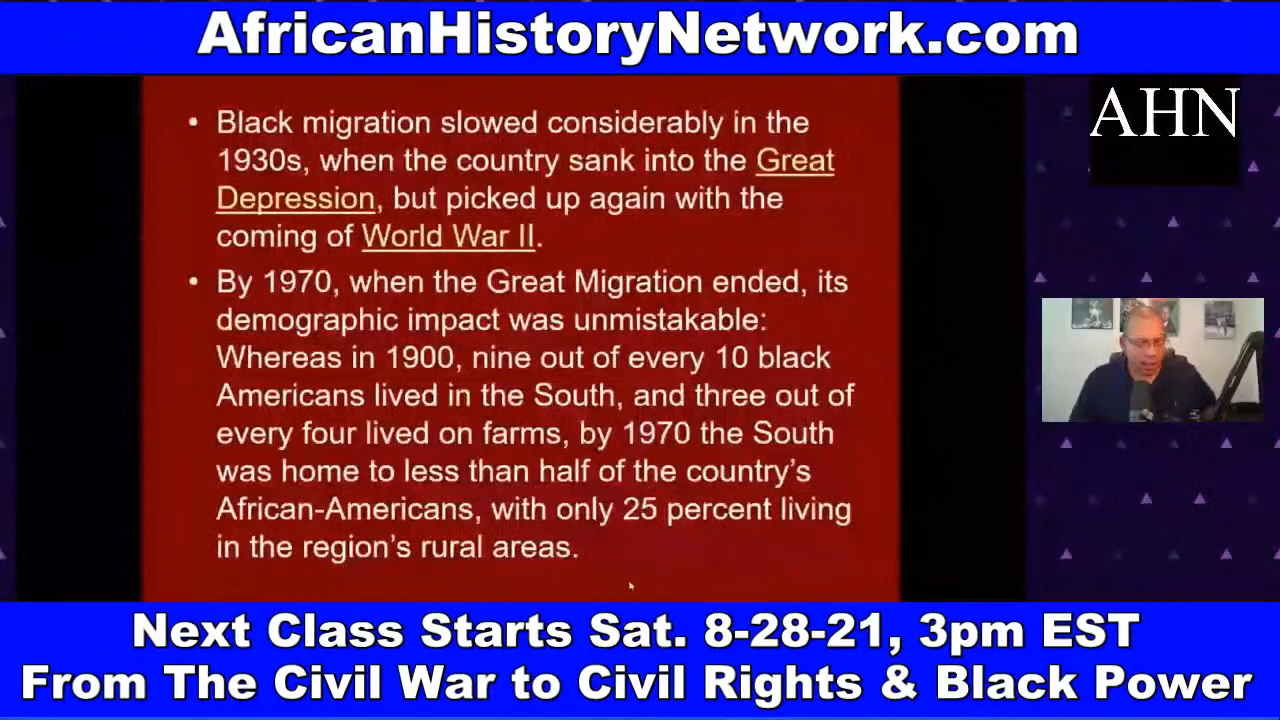 AfricanHistoryNetwork.com
AHN
• Black migration slowed considerably in the
1930s, when the country sank into the Great
Depression, but picked up again with the
coming of World War II.
• By 1970, when the Great Migration ended, its
demographic impact was unmistakable:
Whereas in 1900, nine out of every 10 black
Americans lived in the South, and three out of
every four lived on farms, by 1970 the South
was home to less than half of the country’s
African-Americans, with only 25 percent living
in the region’s rural areas.
Next Class Starts Sat. 8-28-21, 3pm EST
From The Civil War to Civil Rights & Black Power